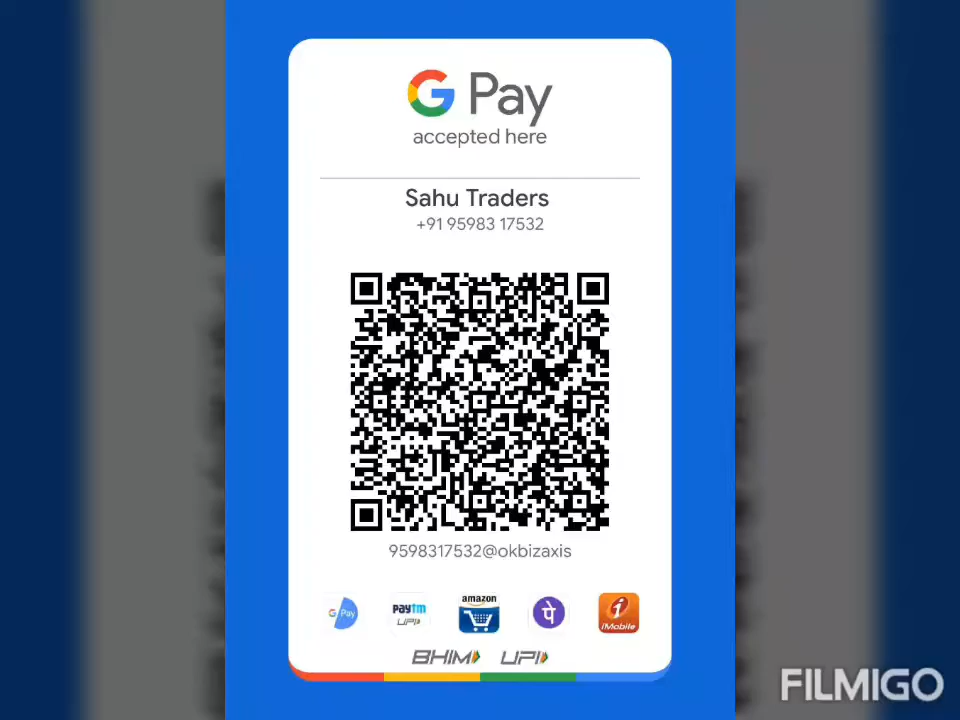 G Pay
accepted here
Sahu Traders
+91 95983 17532
9598317532@okbizaxis
G Pay
paytm
UPI
amazon
पे
iMobile
BHIM UPI
FILMIGO